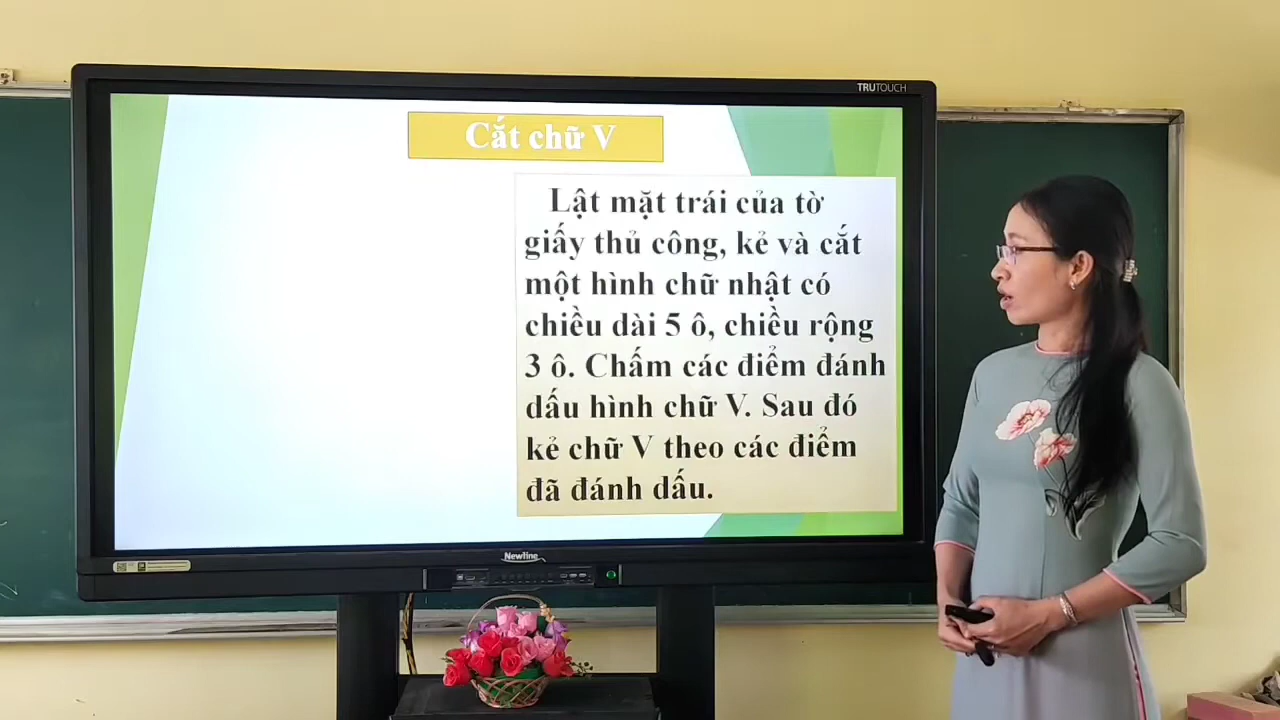 TRUTOUCH
Cắt chữ V
Lật mặt trái của tờ
giấy thủ công, kẻ và cắt
một hình chữ nhật có
chiều dài 5 ô, chiều rộng
3 ô. Chấm các điểm đánh
dấu hình chữ V. Sau đó
kẻ chữ V theo các điểm
đã đánh dấu.
Newline